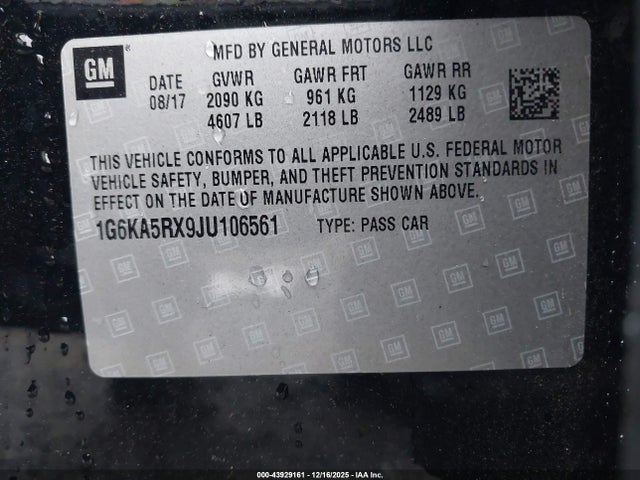 GM
MFD BY GENERAL MOTORS LLC
DATE GVWR GAWR FRT GAWR RR
08/17 2090 KG 961 KG 1129 KG
4607 LB 2118 LB 2489 LB
THIS VEHICLE CONFORMS TO ALL APPLICABLE U.S. FEDERAL MOTOR
VEHICLE SAFETY, BUMPER, AND THEFT PREVENTION STANDARDS IN
EFFECT ON THE DATE OF MANUFACTURE SHOWN ABOVE.
1G6KA5RX9JU106561 TYPE: PASS CAR
000-43929161 - 12/16/2025 - IAA Inc.